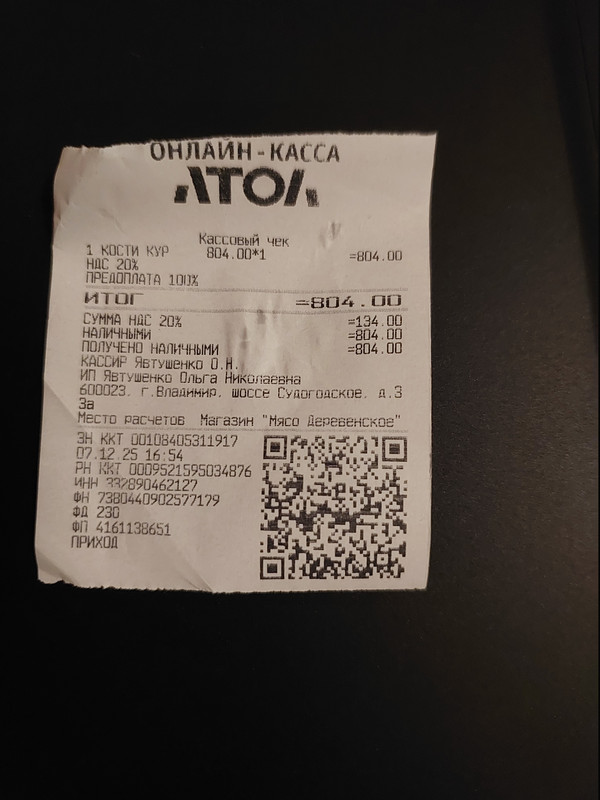 ОНЛАЙН-КАССА
АТОЛ
Кассовый чек
1 КОСТИ КУР 804.00*1 =804.00
НДС 20%
ПРЕДОПЛАТА 100%
ИТОГ =804.00
СУММА НДС 20% =134.00
НАЛИЧНЫМИ =804.00
ПОЛУЧЕНО НАЛИЧНЫМИ =804.00
КАССИР Явтушенко О.Н.
ИП Явтушенко Ольга Николаевна
600023, г.Владимир, шоссе Судогодское, д.3
3а
Место расчетов Магазин "Мясо Деревенское"
ЗН ККТ 00108405311917
07.12.25 16:54
РН ККТ 0009521595034876
ИНН 332890462127
ФН 7380440902577179
ФД 230
ФП 4161138651
ПРИХОД